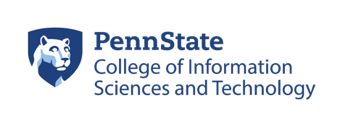 PennState
College of Information
Sciences and Technology